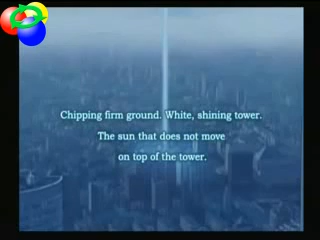 Chipping firm ground. White, shining tower.
The sun that does not move
on top of the tower.